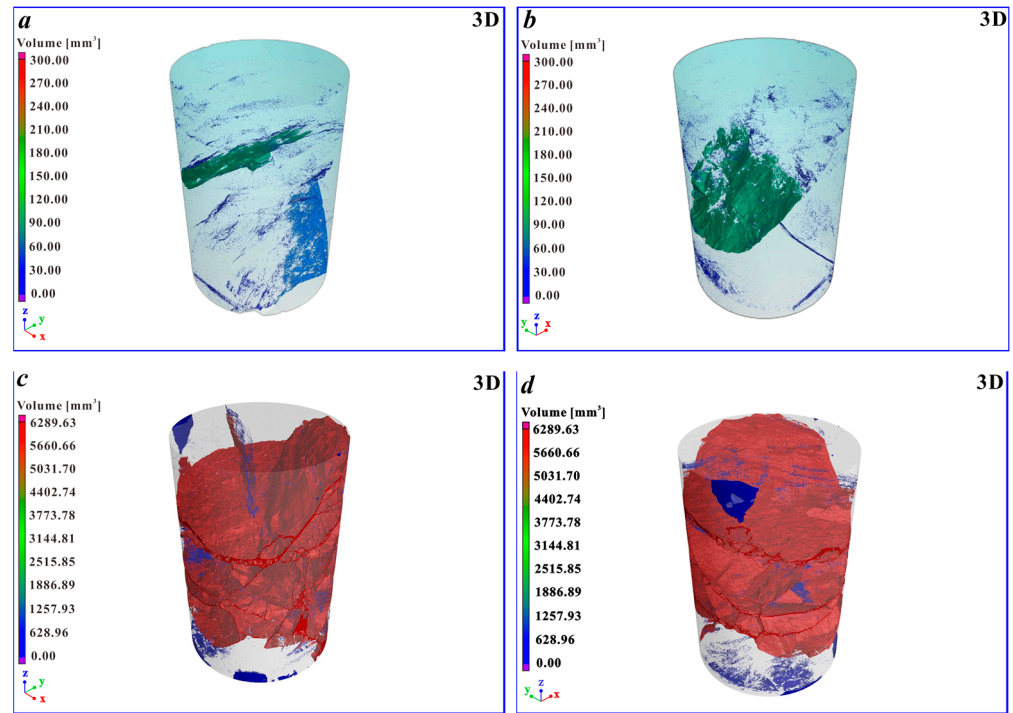 a
3D
Volume [mm³]
300.00
270.00
240.00
210.00
180.00
150.00
120.00
90.00
60.00
30.00
0.00
z
y
x
b
3D
Volume [mm³]
300.00
270.00
240.00
210.00
180.00
150.00
120.00
90.00
60.00
30.00
0.00
z
y
x
c
3D
Volume [mm³]
6289.63
5660.66
5031.70
4402.74
3773.78
3144.81
2515.85
1886.89
1257.93
628.96
0.00
z
y
x
d
3D
Volume [mm³]
6289.63
5660.66
5031.70
4402.74
3773.78
3144.81
2515.85
1886.89
1257.93
628.96
0.00
z
y
x